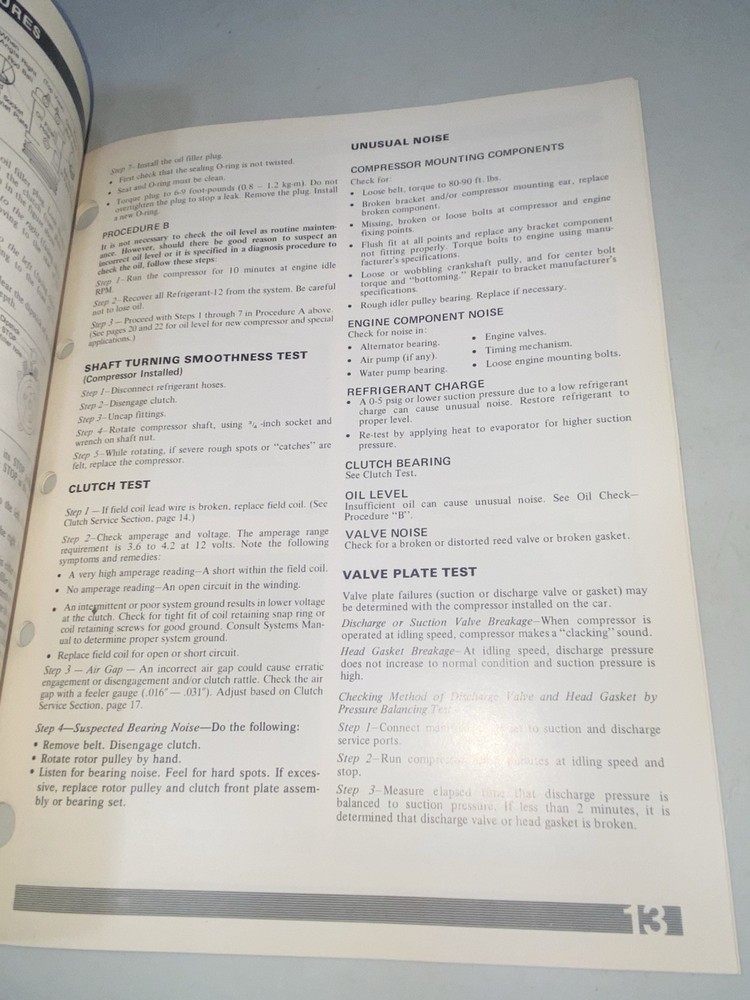 URES
Step 7–Install the oil filler plug.
• First check that the sealing O-ring is not twisted.
• Seat and O-ring must be clean.
• Torque plug to 6-9 foot-pounds (0.8 – 1.2 kg-m). Do not
overtighten the plug to stop a leak. Remove the plug. Install
a new O-ring.
PROCEDURE B
It is not necessary to check the oil level as routine mainten-
ance. However, should there be good reason to suspect an
incorrect oil level or it is specified in a diagnosis procedure to
check the oil, follow these steps:
Step 1–Run the compressor for 10 minutes at engine idle
RPM.
Step 2–Recover all Refrigerant-12 from the system. Be careful
not to lose oil.
Step 3–Proceed with Steps 1 through 7 in Procedure A above.
(See pages 20 and 22 for oil level for new compressor and special
applications.)
SHAFT TURNING SMOOTHNESS TEST
(Compressor Installed)
Step 1–Disconnect refrigerant hoses.
Step 2–Disengage clutch.
Step 3–Uncap fittings.
Step 4–Rotate compressor shaft, using -inch socket and
wrench on shaft nut.
Step 5–While rotating, if severe rough spots or "catches" are
felt, replace the compressor.
CLUTCH TEST
Step 1 — If field coil lead wire is broken, replace field coil. (See
Clutch Service Section, page 14.)
Step 2–Check amperage and voltage. The amperage range
requirement is 3.6 to 4.2 at 12 volts. Note the following
symptoms and remedies:
• A very high amperage reading–A short within the field coil.
• No amperage reading–An open circuit in the winding.
• An intermittent or poor system ground results in lower voltage
at the clutch. Check for tight fit of coil retaining snap ring or
coil retaining screws for good ground. Consult Systems Man-
ual to determine proper system ground.
• Replace field coil for open or short circuit.
Step 3 — Air Gap — An incorrect air gap could cause erratic
engagement or disengagement and/or clutch rattle. Check the air
gap with a feeler gauge (.016"— .031"). Adjust based on Clutch
Service Section, page 17.
Step 4—Suspected Bearing Noise—Do the following:
• Remove belt. Disengage clutch.
• Rotate rotor pulley by hand.
• Listen for bearing noise. Feel for hard spots. If exces-
sive, replace rotor pulley and clutch front plate assem-
bly or bearing set.
UNUSUAL NOISE
COMPRESSOR MOUNTING COMPONENTS
Check for:
• Loose belt, torque to 80-90 ft. lbs.
• Broken bracket and/or compressor mounting ear, replace
broken component.
• Missing, broken or loose bolts at compressor and engine
fixing points.
• Flush fit at all points and replace any bracket component
not fitting properly. Torque bolts to engine using manu-
facturer's specifications.
• Loose or wobbling crankshaft pully, and for center bolt
torque and "bottoming." Repair to bracket manufacturer's
specifications.
• Rough idler pulley bearing. Replace if necessary.
ENGINE COMPONENT NOISE
Check for noise in:
• Alternator bearing.
• Air pump (if any).
• Water pump bearing.
• Engine valves.
• Timing mechanism.
• Loose engine mounting bolts.
REFRIGERANT CHARGE
• A 0-5 psig or lower suction pressure due to a low refrigerant
charge can cause unusual noise. Restore refrigerant to
proper level.
• Re-test by applying heat to evaporator for higher suction
pressure.
CLUTCH BEARING
See Clutch Test.
OIL LEVEL
Insufficient oil can cause unusual noise. See Oil Check—
Procedure "B".
VALVE NOISE
Check for a broken or distorted reed valve or broken gasket.
VALVE PLATE TEST
Valve plate failures (suction or discharge valve or gasket) may
be determined with the compressor installed on the car.
Discharge or Suction Valve Breakage—When compressor is
operated at idling speed, compressor makes a "clacking" sound.
Head Gasket Breakage–At idling speed, discharge pressure
does not increase to normal condition and suction pressure is
high.
Checking Method of Discharge Valve and Head Gasket by
Pressure Balancing Test
Step 1–Connect set to suction and discharge
service ports.
Step 2–Run at idling speed and
stop.
Step 3–Measure elapsed time that discharge pressure is
balanced to suction pressure. If less than 2 minutes, it is
determined that discharge valve or head gasket is broken.
13